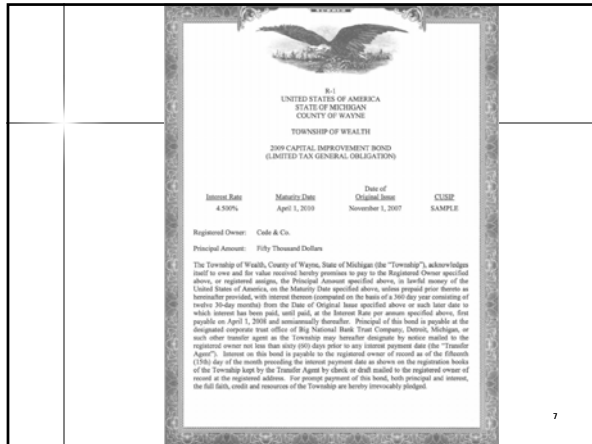 R-1
UNITED STATES OF AMERICA
STATE OF MICHIGAN
COUNTY OF WAYNE
TOWNSHIP OF WEALTH
2009 CAPITAL IMPROVEMENT BOND
(LIMITED TAX GENERAL OBLIGATION)
Interest Rate Maturity Date Date of Original Issue CUSIP
4.500% April 1, 2010 November 1, 2007 SAMPLE
Registered Owner: Code & Co.
Principal Amount: Fifty Thousand Dollars
The Township of Wealth, County of Wayne, State of Michigan (the "Township"), acknowledges
itself to owe and for value received hereby promises to pay to the Registered Owner specified
above, or registered assigns, the Principal Amount specified above, in lawful money of the
United States of America, on the Maturity Date specified above, unless prepaid prior thereto as
hereinafter provided, with interest thereon (computed on the basis of a 360 day year consisting of
twelve 30-day months) from the Date of Original Issue specified above or such later date to
which interest has been paid, until paid, at the Interest Rate per annum specified above, first
payable on April 1, 2008 and semiannually thereafter. Principal of this bond is payable at the
designated corporate trust office of Big National Bank Trust Company, Detroit, Michigan, or
such other transfer agent as the Township may hereafter designate by notice mailed to the
registered owner not less than sixty (60) days prior to any interest payment date (the "Transfer
Agent"). Interest on this bond is payable to the registered owner of record as of the fifteenth
(15th) day of the month preceding the interest payment date as shown on the registration books
of the Township kept by the Transfer Agent by check or draft mailed to the registered owner of
record at the registered address. For prompt payment of this bond, both principal and interest,
the full faith, credit and resources of the Township are hereby irrevocably pledged.
7